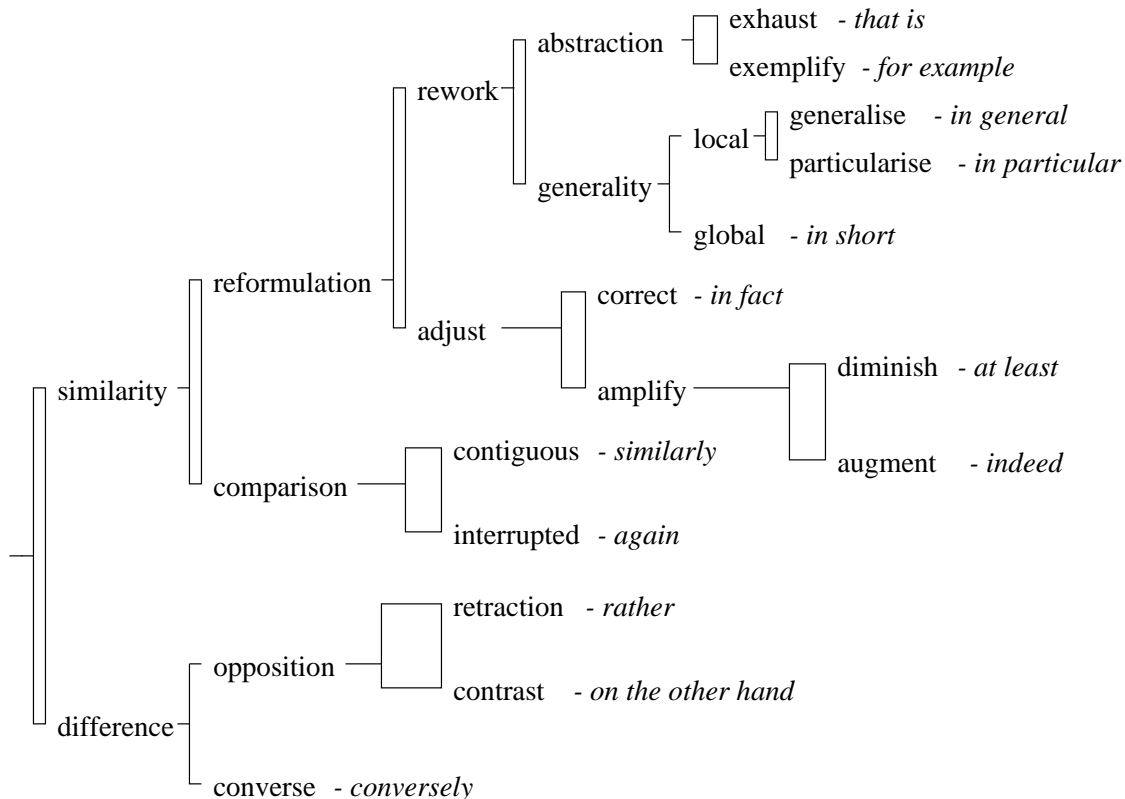 exhaust - that is
abstraction
exemplify - for example
rework
generalise - in general
local
particularise - in particular
generality
global - in short
reformulation
correct - in fact
adjust
diminish - at least
similarity
amplify
contiguous - similarly
augment - indeed
comparison
interrupted - again
retraction - rather
opposition
contrast - on the other hand
difference
converse - conversely